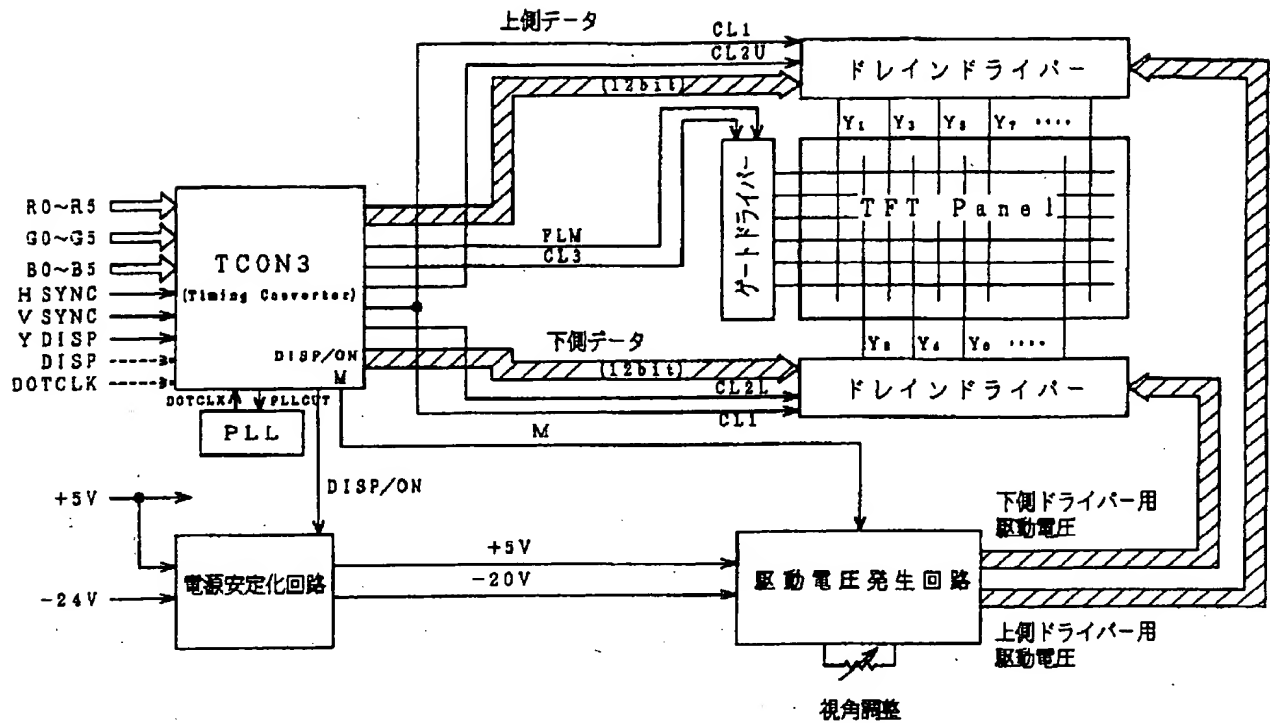 上側データ
CL1
CL2U
(12bit)
ドレインドライバー
Y1 Y3 Y5 Y7 ····
ゲートドライバー
TFT Panel
R0~R5
G0~G5
B0~B5
H SYNC
V SYNC
Y DISP
DISP
DOTCLK
TCON3
(Timing Converter)
DISP/ON
M
FLM
CL3
下側データ
(12bit)
CL2L
CL1
Y2 Y4 Y6 ····
ドレインドライバー
DOTCLK
PLLOUT
PLL
M
DISP/ON
+5V
-24V
電源安定化回路
+5V
-20V
駆動電圧発生回路
下側ドライバー用
駆動電圧
上側ドライバー用
駆動電圧
視角調整